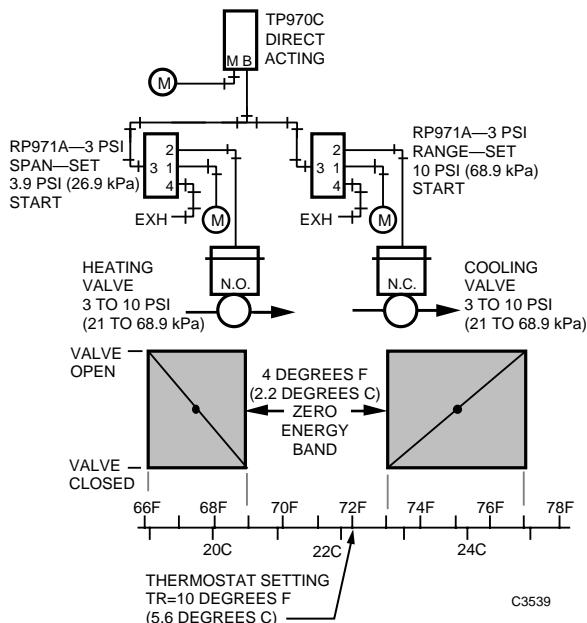 TP970C
DIRECT
ACTING
M B
M
RP971A—3 PSI
SPAN—SET
3.9 PSI (26.9 kPa)
START
2
3 1
4
EXH
M
2
3 1
4
EXH
M
RP971A—3 PSI
RANGE—SET
10 PSI (68.9 kPa)
START
HEATING
VALVE
3 TO 10 PSI
(21 TO 68.9 kPa)
N.O.
N.C.
COOLING
VALVE
3 TO 10 PSI
(21 TO 68.9 kPa)
VALVE
OPEN
4 DEGREES F
(2.2 DEGREES C)
ZERO
ENERGY
BAND
VALVE
CLOSED
66F 68F 70F 72F 74F 76F 78F
20C 22C 24C
THERMOSTAT SETTING
TR=10 DEGREES F
(5.6 DEGREES C)
C3539